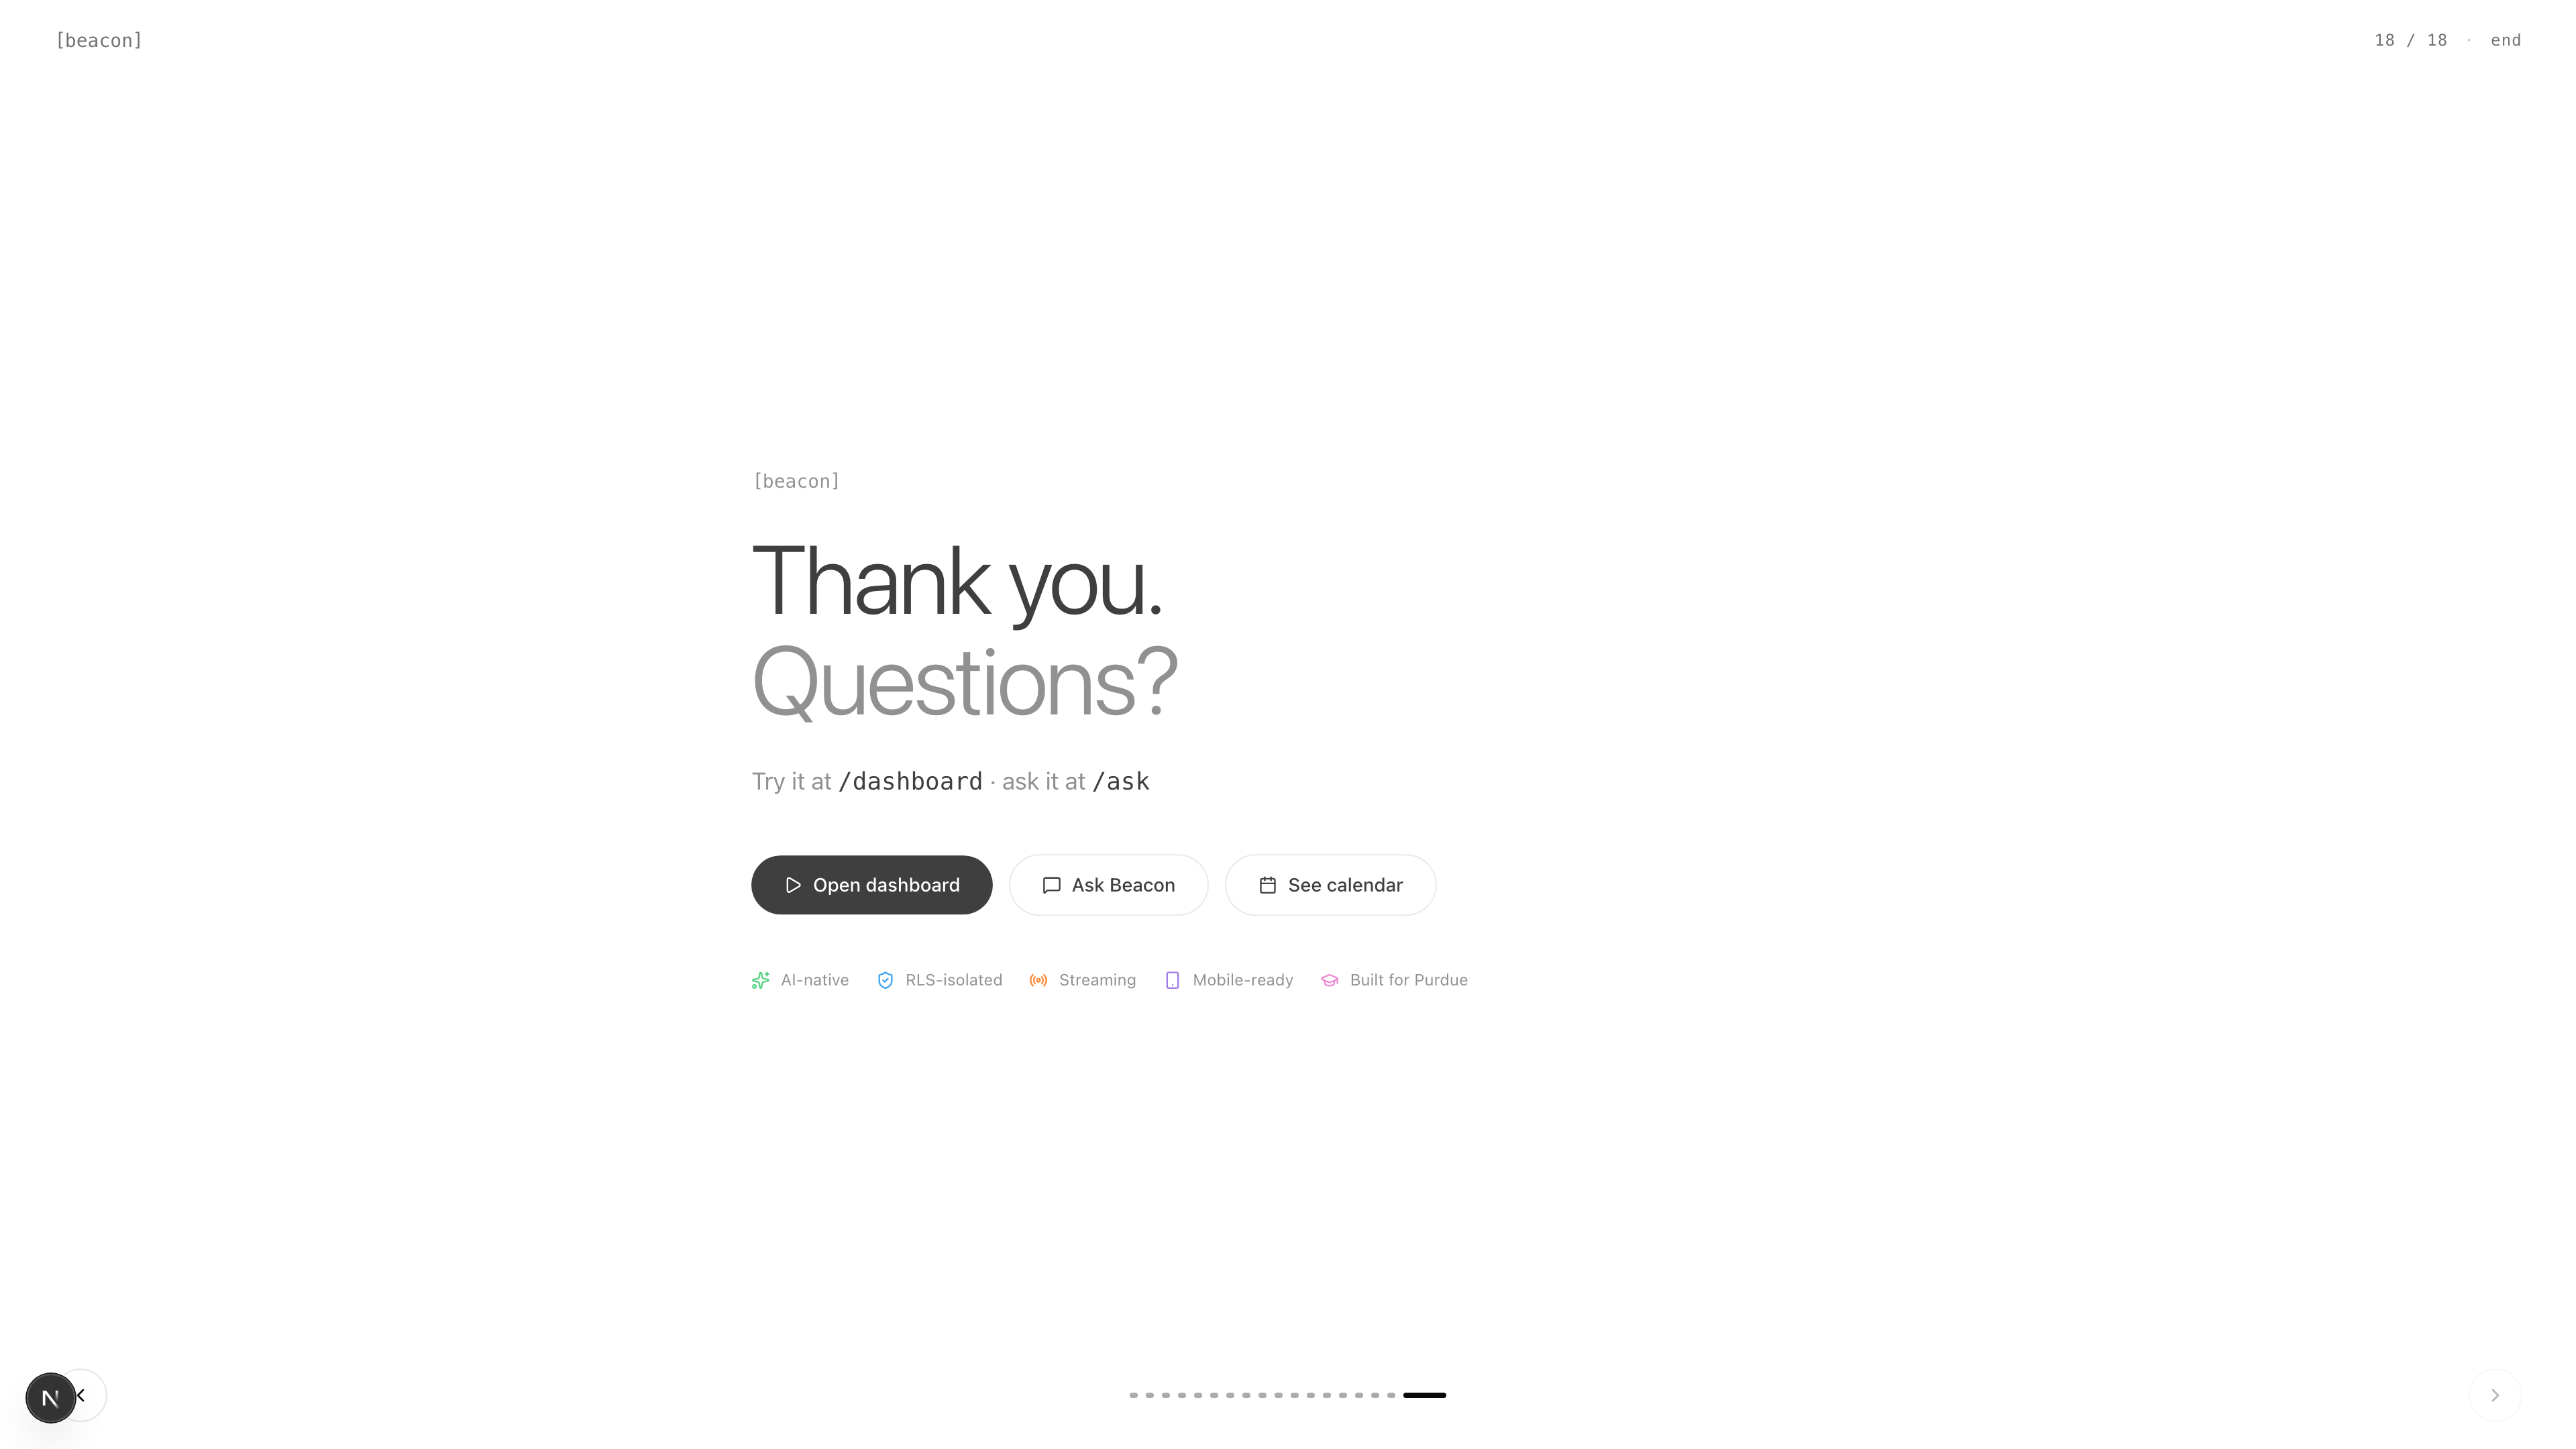 [beacon]
18 / 18 · end
[beacon]
Thank you.
Questions?
Try it at /dashboard · ask it at /ask
Open dashboard
Ask Beacon
See calendar
AI-native
RLS-isolated
Streaming
Mobile-ready
Built for Purdue
N